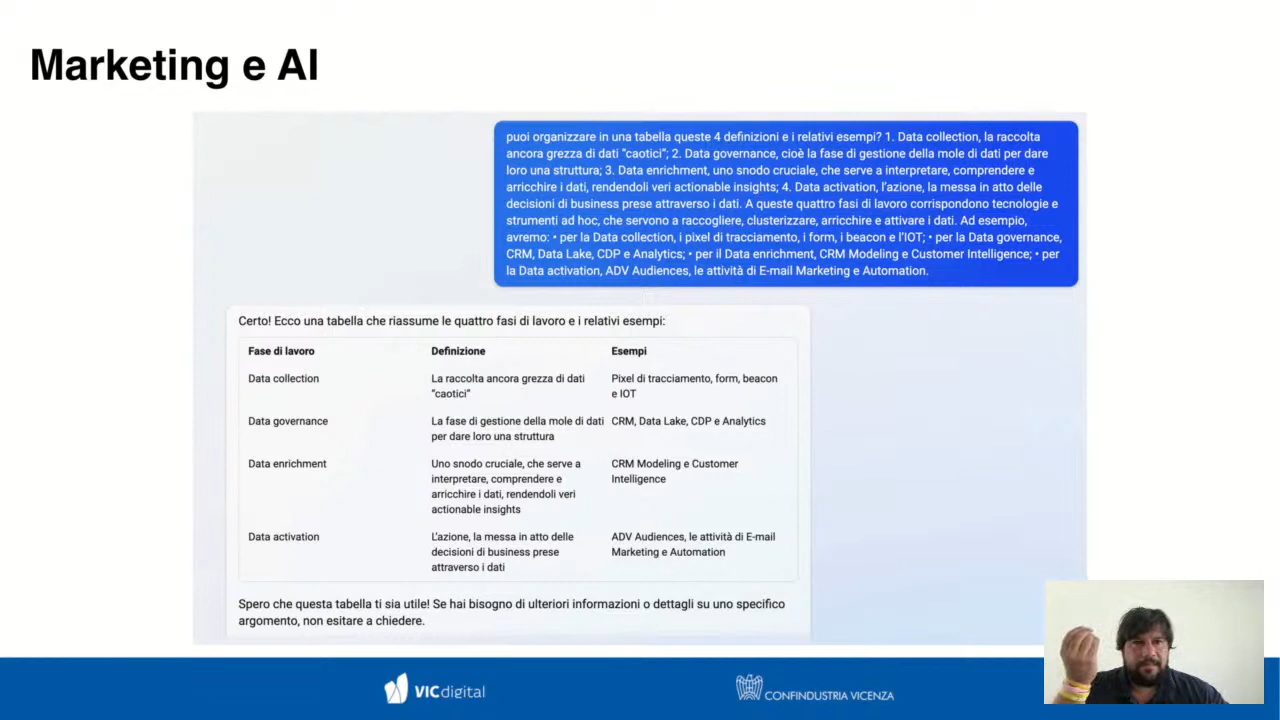 Marketing e AI
puoi organizzare in una tabella queste 4 definizioni e i relativi esempi? 1. Data collection, la raccolta
ancora grezza di dati “caotici”; 2. Data governance, cioè la fase di gestione della mole di dati per dare
loro una struttura; 3. Data enrichment, uno snodo cruciale, che serve a interpretare, comprendere e
arricchire i dati, rendendoli veri actionable insights; 4. Data activation, l’azione, la messa in atto delle
decisioni di business prese attraverso i dati. A queste quattro fasi di lavoro corrispondono tecnologie e
strumenti ad hoc, che servono a raccogliere, clusterizzare, arricchire e attivare i dati. Ad esempio,
avremo: • per la Data collection, i pixel di tracciamento, i form, i beacon e l’IOT; • per la Data governance,
CRM, Data Lake, CDP e Analytics; • per il Data enrichment, CRM Modeling e Customer Intelligence; • per
la Data activation, ADV Audiences, le attività di E-mail Marketing e Automation.
Certo! Ecco una tabella che riassume le quattro fasi di lavoro e i relativi esempi:
Fase di lavoro Definizione Esempi
Data collection La raccolta ancora grezza di dati Pixel di tracciamento, form, beacon
“caotici” e IOT
Data governance La fase di gestione della mole di dati CRM, Data Lake, CDP e Analytics
per dare loro una struttura
Data enrichment Uno snodo cruciale, che serve a CRM Modeling e Customer
interpretare, comprendere e Intelligence
arricchire i dati, rendendoli veri
actionable insights
Data activation L’azione, la messa in atto delle ADV Audiences, le attività di E-mail
decisioni di business prese Marketing e Automation
attraverso i dati
Spero che questa tabella ti sia utile! Se hai bisogno di ulteriori informazioni o dettagli su uno specifico
argomento, non esitare a chiedere.
VICdigital CONFINDUSTRIA VICENZA